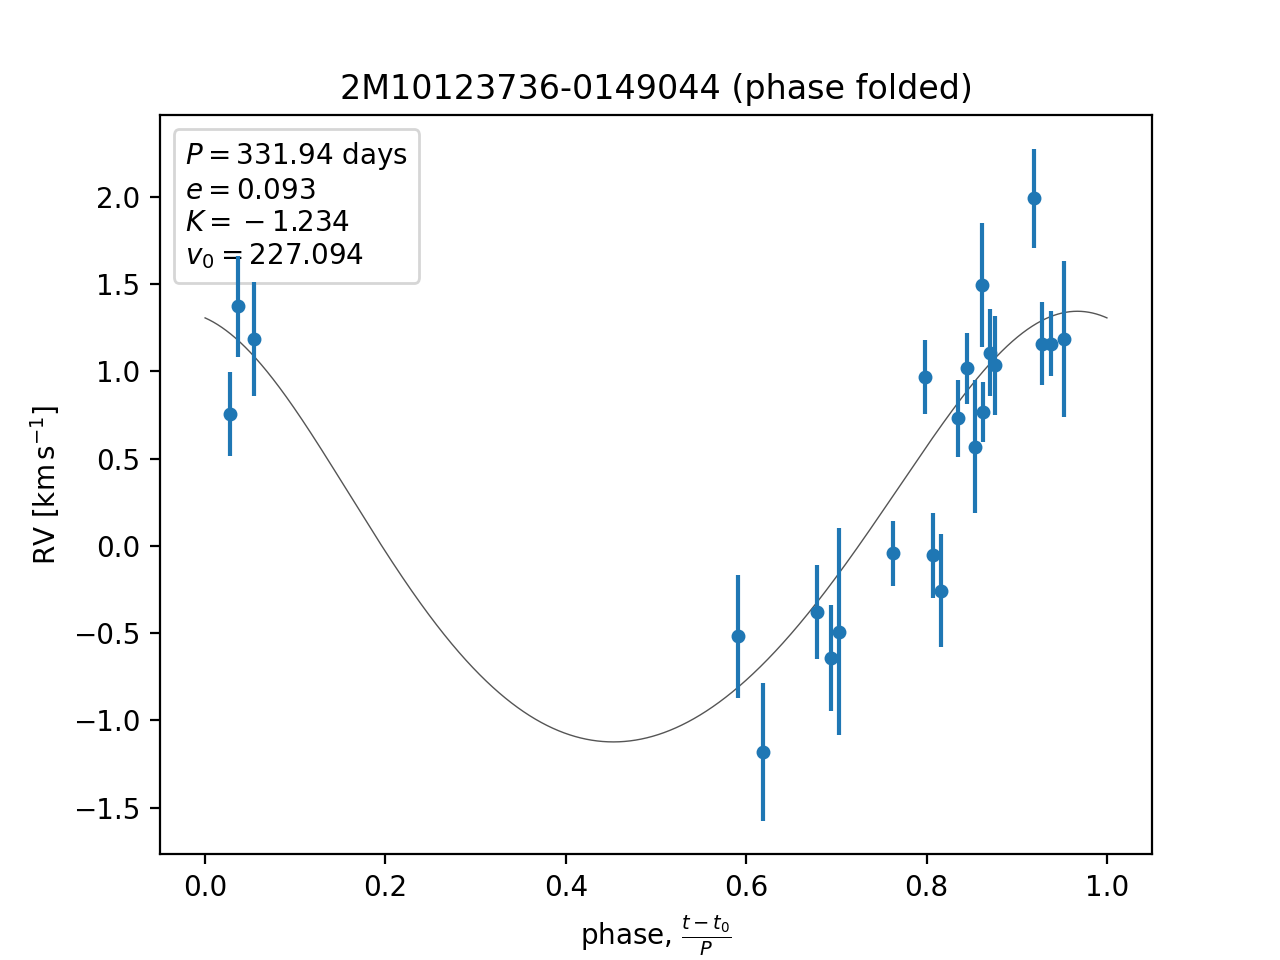 2M10123736-0149044 (phase folded)
P = 331.94 days
e = 0.093
K = −1.234
v₀ = 227.094
2.0
1.5
1.0
0.5
0.0
−0.5
−1.0
−1.5
RV [km s⁻¹]
0.0 0.2 0.4 0.6 0.8 1.0
phase, (t − t₀)/P